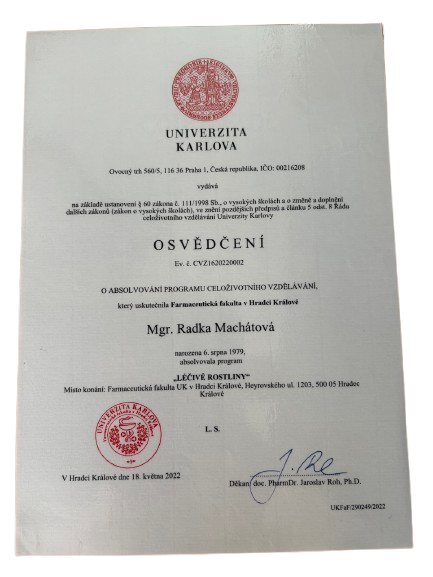 UNIVERZITA
KARLOVA
Ovocný trh 560/5, 116 36 Praha 1, Česká republika, IČO: 00216208
vydává
na základě ustanovení § 60 zákona č. 111/1998 Sb., o vysokých školách a o změně a doplnění
dalších zákonů (zákon o vysokých školách), ve znění pozdějších předpisů a článku 5 odst. 8 Řádu
celoživotního vzdělávání Univerzity Karlovy
OSVĚDČENÍ
Ev. č. CVZ1620220002
O ABSOLVOVÁNÍ PROGRAMU CELOŽIVOTNÍHO VZDĚLÁVÁNÍ,
který uskutečnila Farmaceutická fakulta v Hradci Králové
Mgr. Radka Machátová
narozena 6. srpna 1979,
absolvovala program
„LÉČIVÉ ROSTLINY“
Místo konání: Farmaceutická fakulta UK v Hradci Králové, Heyrovského ul. 1203, 500 05 Hradec
Králové
UNIVERZITA KARLOVA
L. S.
V Hradci Králové dne 18. května 2022
Děkan doc. PharmDr. Jaroslav Roh, Ph.D.
UKFaF/290249/2022